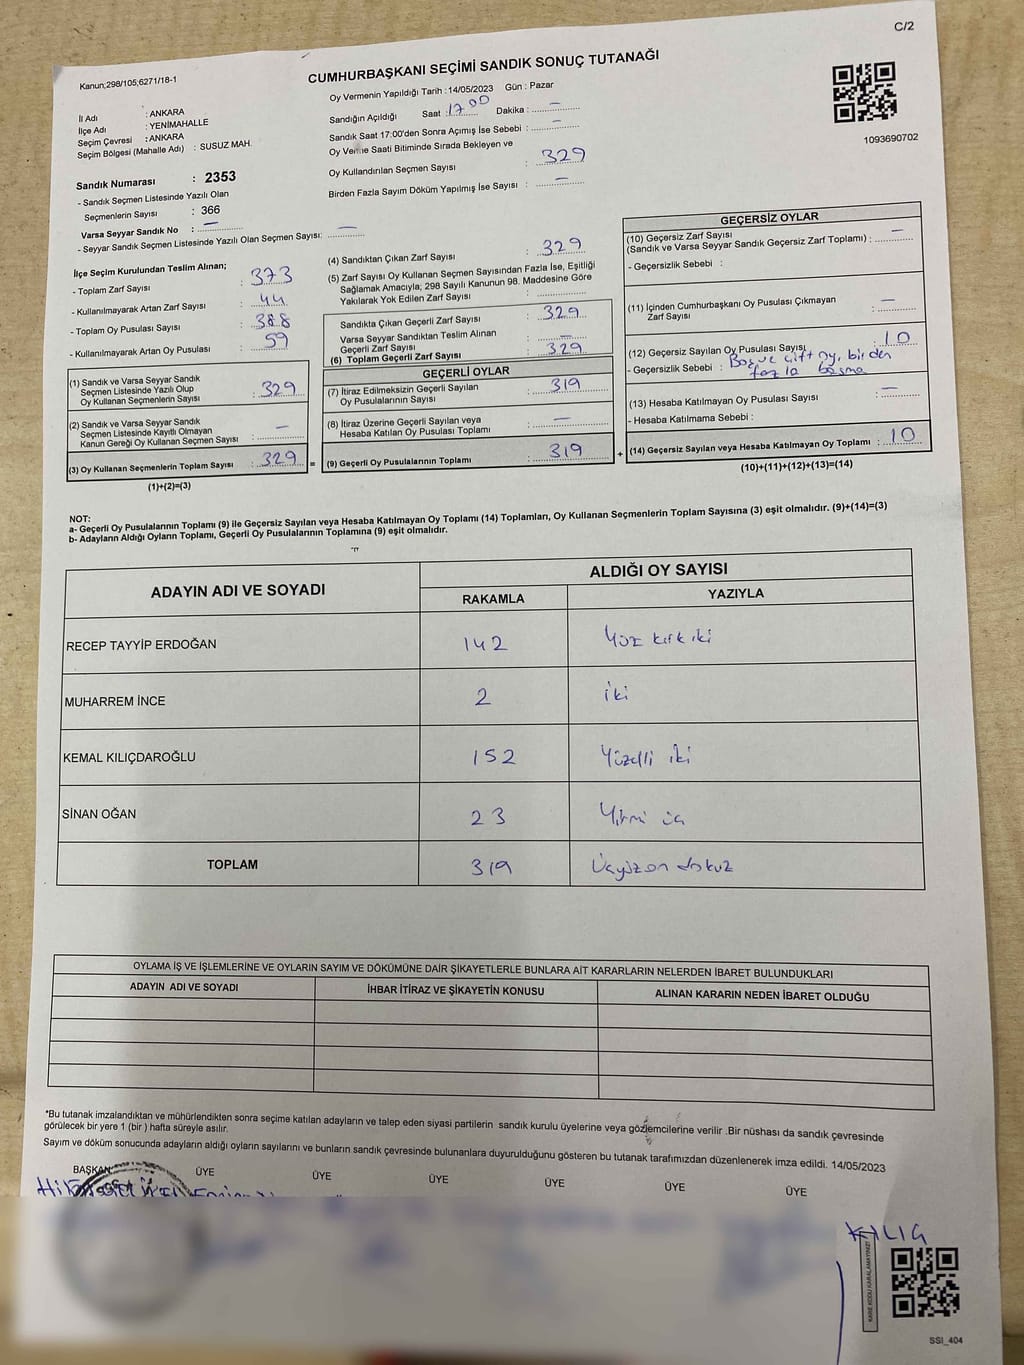 C/2
Kanun;298/105;6271/18-1
CUMHURBAŞKANI SEÇİMİ SANDIK SONUÇ TUTANAĞI
İl Adı : ANKARA
İlçe Adı : YENİMAHALLE
Seçim Çevresi : ANKARA
Seçim Bölgesi (Mahalle Adı) : SUSUZ MAH.
Sandık Numarası : 2353
- Sandık Seçmen Listesinde Yazılı Olan
Seçmenlerin Sayısı : 366
Varsa Seyyar Sandık No : —
- Seyyar Sandık Seçmen Listesinde Yazılı Olan Seçmen Sayısı: —
Oy Vermenin Yapıldığı Tarih : 14/05/2023 Gün : Pazar
Sandığın Açıldığı Saat : 17 00 Dakika : —
Sandık Saat 17:00'den Sonra Açımış İse Sebebi : —
Oy Verme Saati Bitiminde Sırada Bekleyen ve
Oy Kullandırılan Seçmen Sayısı : 329
Birden Fazla Sayım Döküm Yapılmış İse Sayısı : —
1093690702
İlçe Seçim Kurulundan Teslim Alınan;
- Toplam Zarf Sayısı : 373
- Kullanılmayarak Artan Zarf Sayısı : 44
- Toplam Oy Pusulası Sayısı : 388
- Kullanılmayarak Artan Oy Pusulası : 59
(1) Sandık ve Varsa Seyyar Sandık
Seçmen Listesinde Yazılı Olup
Oy Kullanan Seçmenlerin Sayısı : 329
(2) Sandık ve Varsa Seyyar Sandık
Seçmen Listesinde Kayıtlı Olmayan
Kanun Gereği Oy Kullanan Seçmen Sayısı : —
(3) Oy Kullanan Seçmenlerin Toplam Sayısı : 329
(1)+(2)=(3)
=
(4) Sandıktan Çıkan Zarf Sayısı : 329
(5) Zarf Sayısı Oy Kullanan Seçmen Sayısından Fazla İse, Eşitliği
Sağlamak Amacıyla; 298 Sayılı Kanunun 98. Maddesine Göre
Yakılarak Yok Edilen Zarf Sayısı :
Sandıkta Çıkan Geçerli Zarf Sayısı : 329
Varsa Seyyar Sandıktan Teslim Alınan
Geçerli Zarf Sayısı : —
(6) Toplam Geçerli Zarf Sayısı : 329
GEÇERLİ OYLAR
(7) İtiraz Edilmeksizin Geçerli Sayılan
Oy Pusulalarının Sayısı : 319
(8) İtiraz Üzerine Geçerli Sayılan veya
Hesaba Katılan Oy Pusulası Toplamı : —
(9) Geçerli Oy Pusulalarının Toplamı : 319
+
GEÇERSİZ OYLAR
(10) Geçersiz Zarf Sayısı
(Sandık ve Varsa Seyyar Sandık Geçersiz Zarf Toplamı) : —
- Geçersizlik Sebebi :
(11) İçinden Cumhurbaşkanı Oy Pusulası Çıkmayan
Zarf Sayısı : —
(12) Geçersiz Sayılan Oy Pusulası Sayısı : 10
- Geçersizlik Sebebi : Boş ve çift oy, birden
fazla basma
(13) Hesaba Katılmayan Oy Pusulası Sayısı : —
- Hesaba Katılmama Sebebi :
(14) Geçersiz Sayılan veya Hesaba Katılmayan Oy Toplamı : 10
(10)+(11)+(12)+(13)=(14)
NOT:
a- Geçerli Oy Pusulalarının Toplamı (9) ile Geçersiz Sayılan veya Hesaba Katılmayan Oy Toplamı (14) Toplamları, Oy Kullanan Seçmenlerin Toplam Sayısına (3) eşit olmalıdır. (9)+(14)=(3)
b- Adayların Aldığı Oyların Toplamı, Geçerli Oy Pusulalarının Toplamına (9) eşit olmalıdır.
ADAYIN ADI VE SOYADI ALDIĞI OY SAYISI
RAKAMLA YAZIYLA
RECEP TAYYİP ERDOĞAN 142 Yüz kırk iki
MUHARREM İNCE 2 iki
KEMAL KILIÇDAROĞLU 152 Yüzelli iki
SİNAN OĞAN 23 Yirmi üç
TOPLAM 319 Üçyüzon dokuz
OYLAMA İŞ VE İŞLEMLERİNE VE OYLARIN SAYIM VE DÖKÜMÜNE DAİR ŞİKAYETLERLE BUNLARA AİT KARARLARIN NELERDEN İBARET BULUNDUKLARI
ADAYIN ADI VE SOYADI İHBAR İTİRAZ VE ŞİKAYETİN KONUSU ALINAN KARARIN NEDEN İBARET OLDUĞU
*Bu tutanak imzalandıktan ve mühürlendikten sonra seçime katılan adayların ve talep eden siyasi partilerin sandık kurulu üyelerine veya gözlemcilerine verilir .Bir nüshası da sandık çevresinde
görülecek bir yere 1 (bir ) hafta süreyle asılır.
Sayım ve döküm sonucunda adayların aldığı oyların sayılarını ve bunların sandık çevresinde bulunanlara duyurulduğunu gösteren bu tutanak tarafımızdan düzenlenerek imza edildi. 14/05/2023
BAŞKAN ÜYE ÜYE ÜYE ÜYE ÜYE ÜYE
KILIÇ
KARE KODU KARALAMAYINIZ!
SSI_404